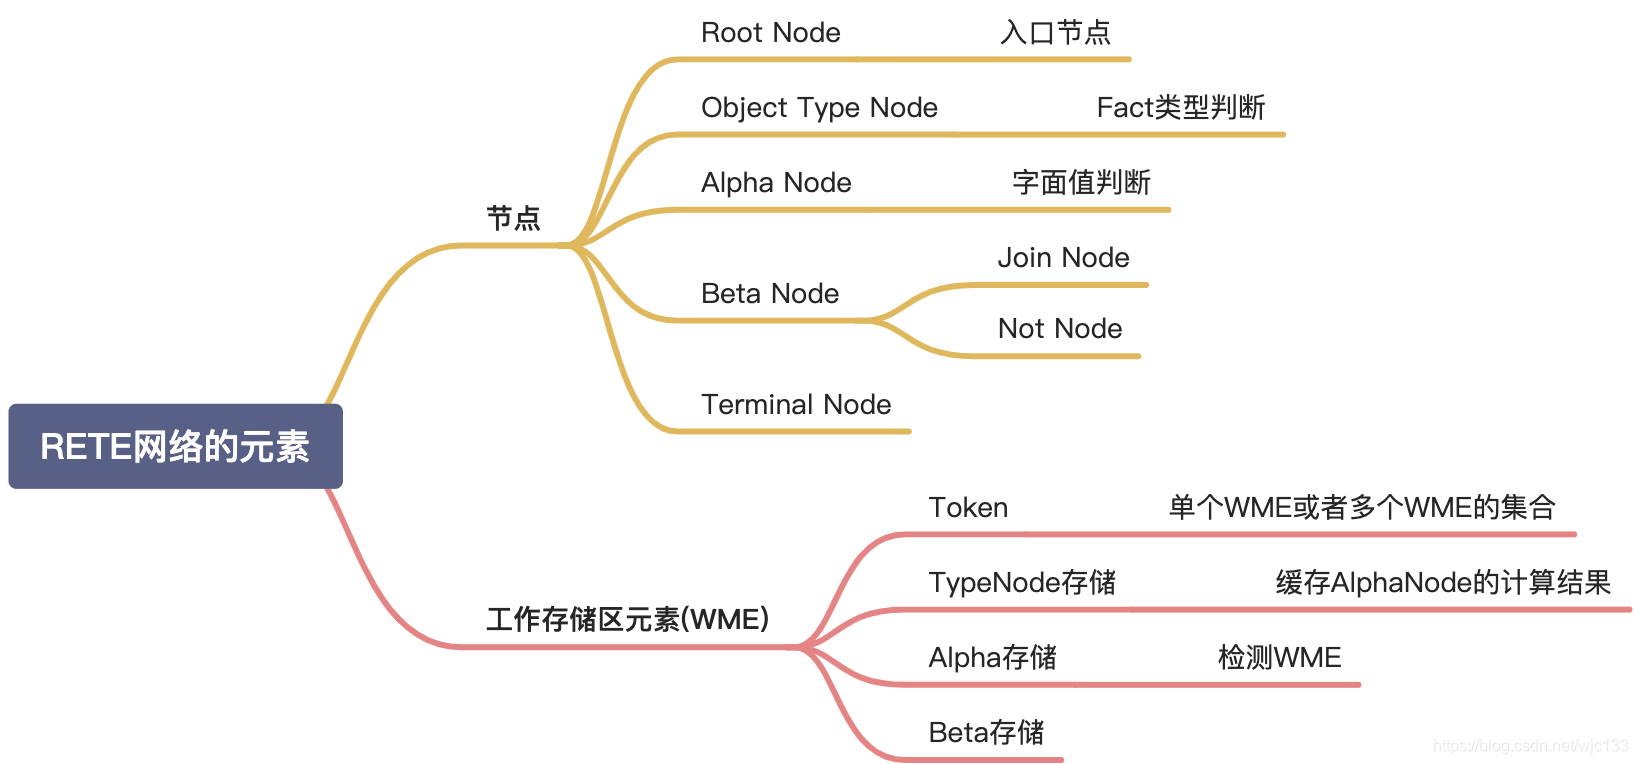 Root Node
入口节点
Object Type Node
Fact类型判断
Alpha Node
字面值判断
节点
Join Node
Beta Node
Not Node
Terminal Node
RETE网络的元素
Token
单个WME或者多个WME的集合
TypeNode存储
缓存AlphaNode的计算结果
工作存储区元素(WME)
Alpha存储
检测WME
Beta存储
https://blog.csdn.net/wjc133